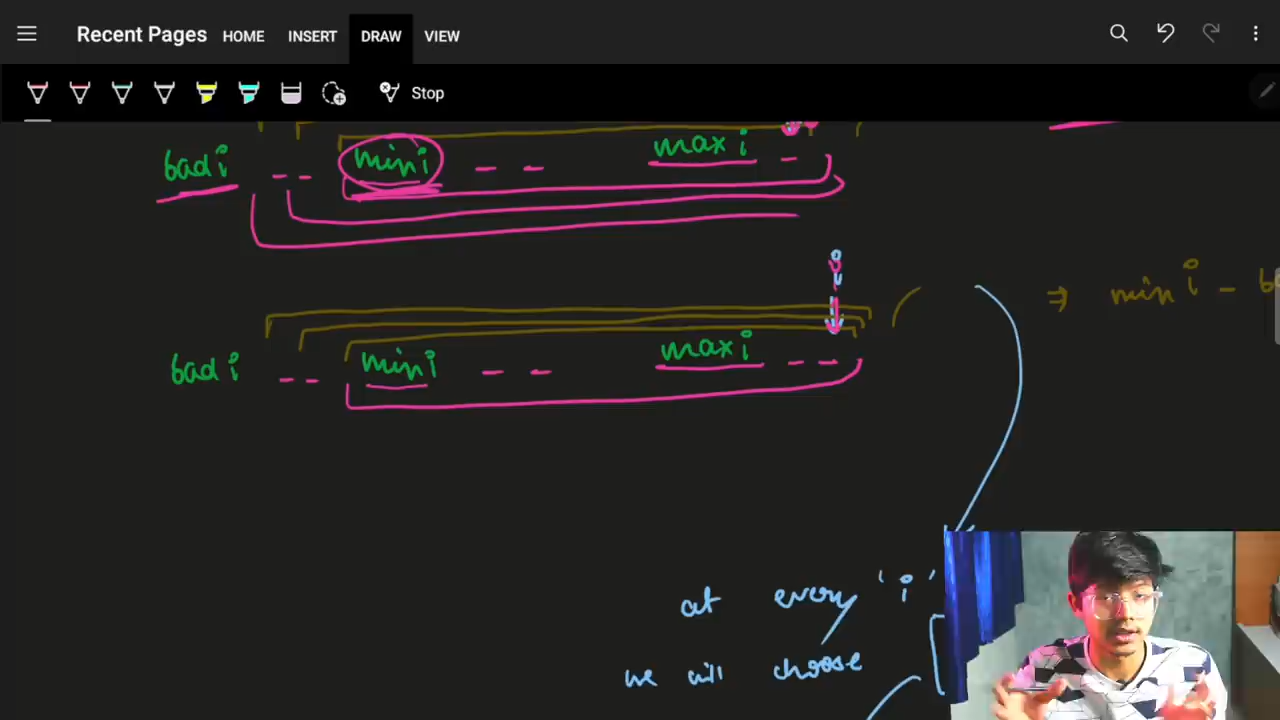 Recent Pages HOME INSERT DRAW VIEW
Stop
badi -- mini -- maxi -
i
⇒ mini - b
badi -- mini -- maxi --
at every 'i'
we will choose